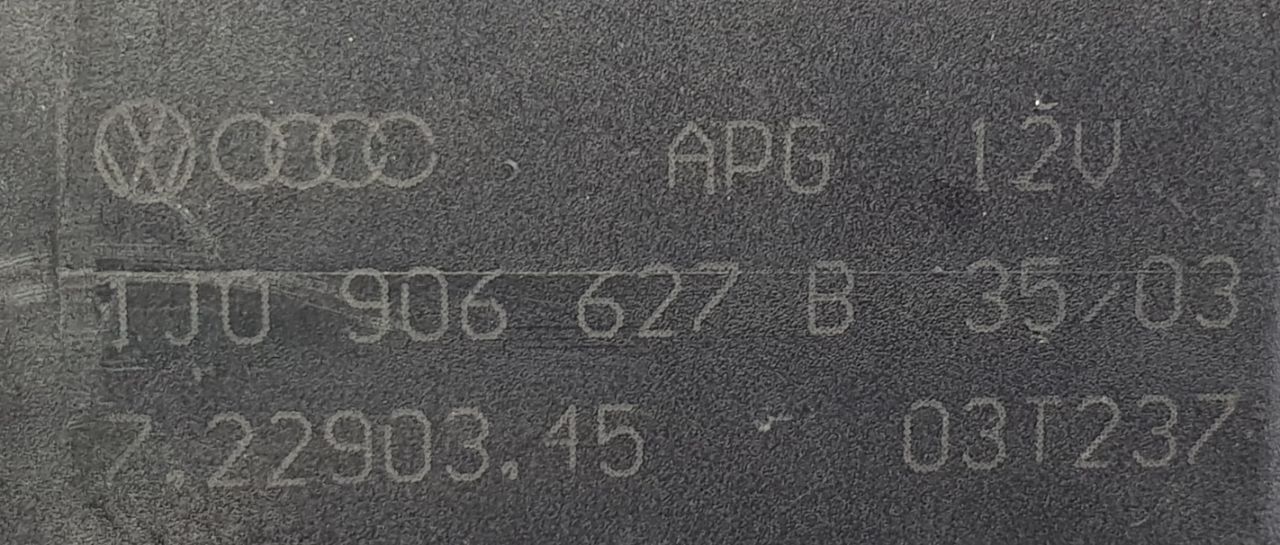 APG 12V
1J0 906 627 B 35/03
7.22903.45 03T237